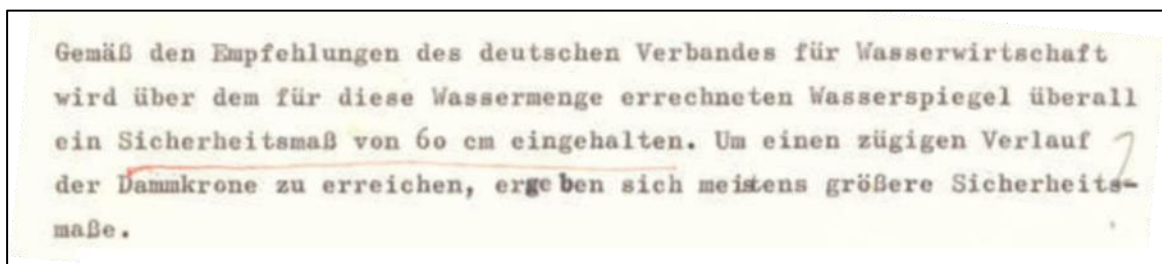 Gemäß den Empfehlungen des deutschen Verbandes für Wasserwirtschaft
wird über dem für diese Wassermenge errechneten Wasserspiegel überall
ein Sicherheitsmaß von 6o cm eingehalten. Um einen zügigen Verlauf
der Dammkrone zu erreichen, ergeben sich meistens größere Sicherheits-
maße.